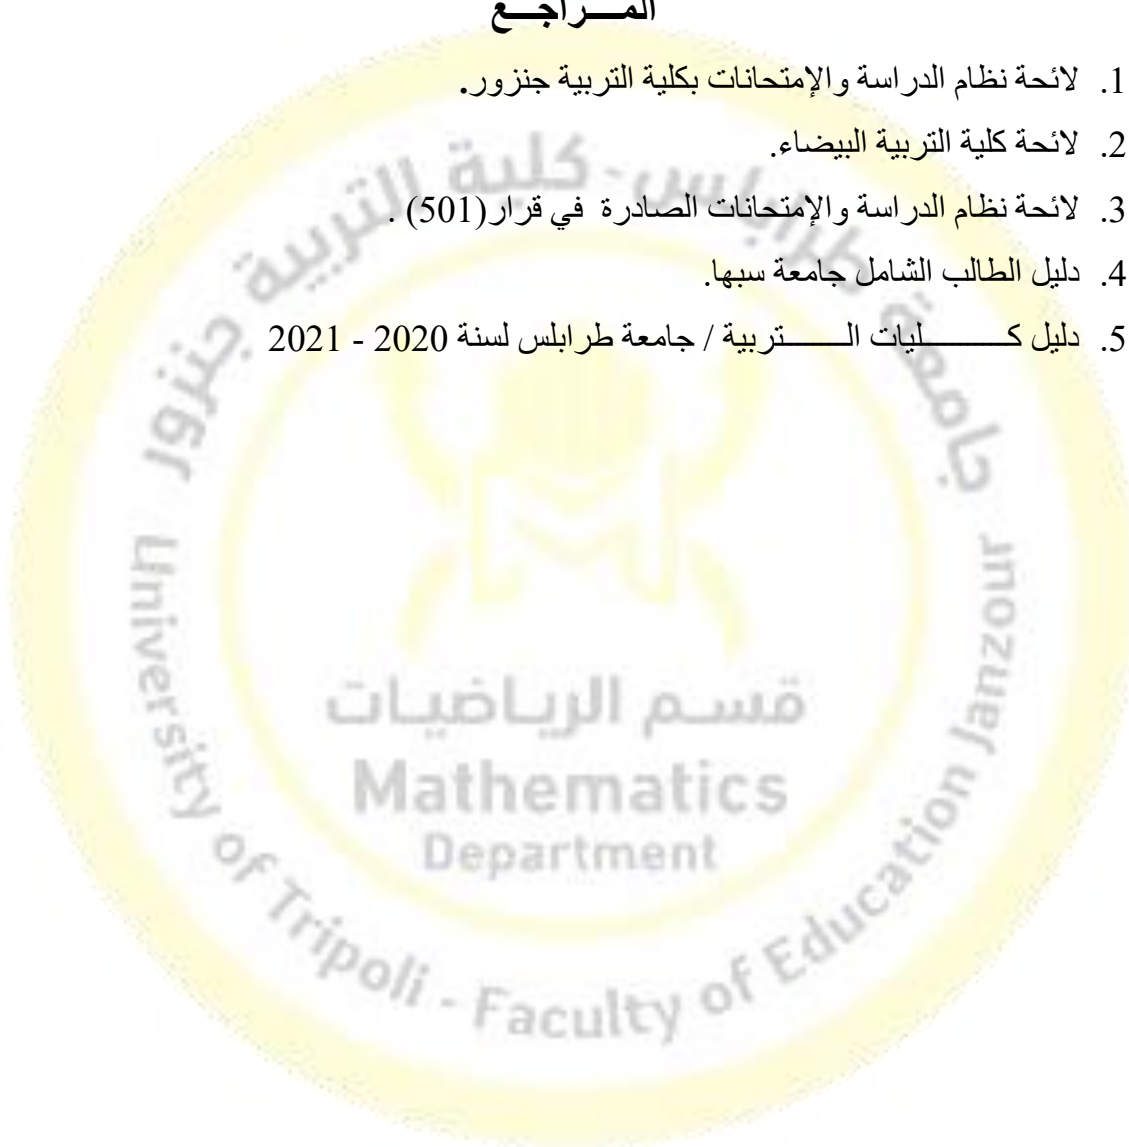 المـــراجـــع
1. لائحة نظام الدراسة والإمتحانات بكلية التربية جنزور.
2. لائحة كلية التربية البيضاء.
3. لائحة نظام الدراسة والإمتحانات الصادرة في قرار(501) .
4. دليل الطالب الشامل جامعة سبها.
5. دليل كـــــــليات الـــــــتربية / جامعة طرابلس لسنة 2020 - 2021
جامعة طرابلس - كلية التربية جنزور
قسم الرياضيات
Mathematics
Department
University of Tripoli - Faculty of Education Janzour